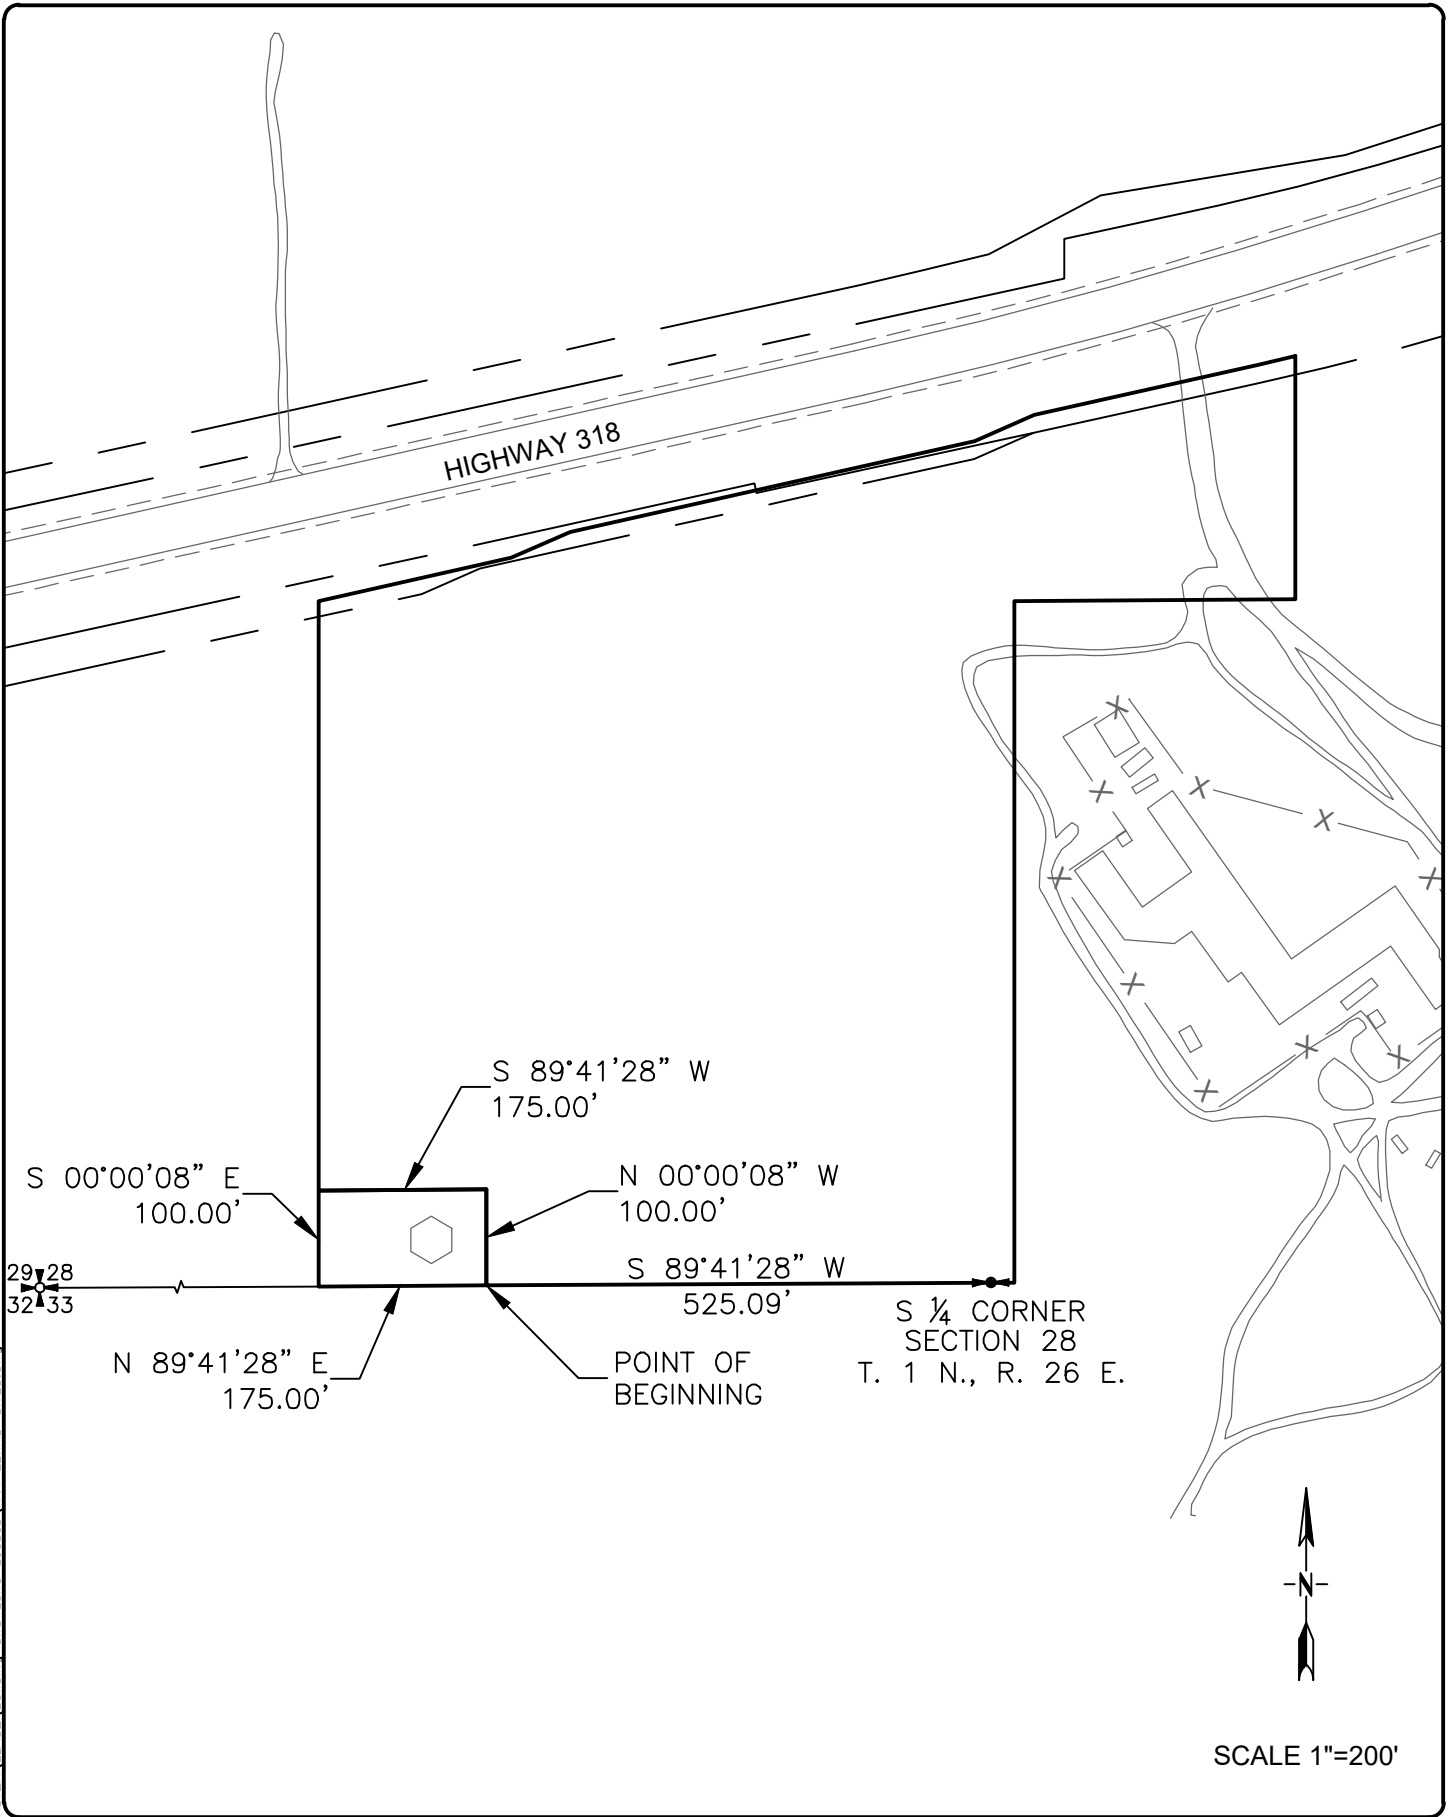 HIGHWAY 318
S 89°41'28" W
175.00'
S 00°00'08" E
100.00'
N 00°00'08" W
100.00'
29 28
32 33
S 89°41'28" W
525.09'
S ¼ CORNER
SECTION 28
T. 1 N., R. 26 E.
N 89°41'28" E
175.00'
POINT OF
BEGINNING
N
SCALE 1"=200'